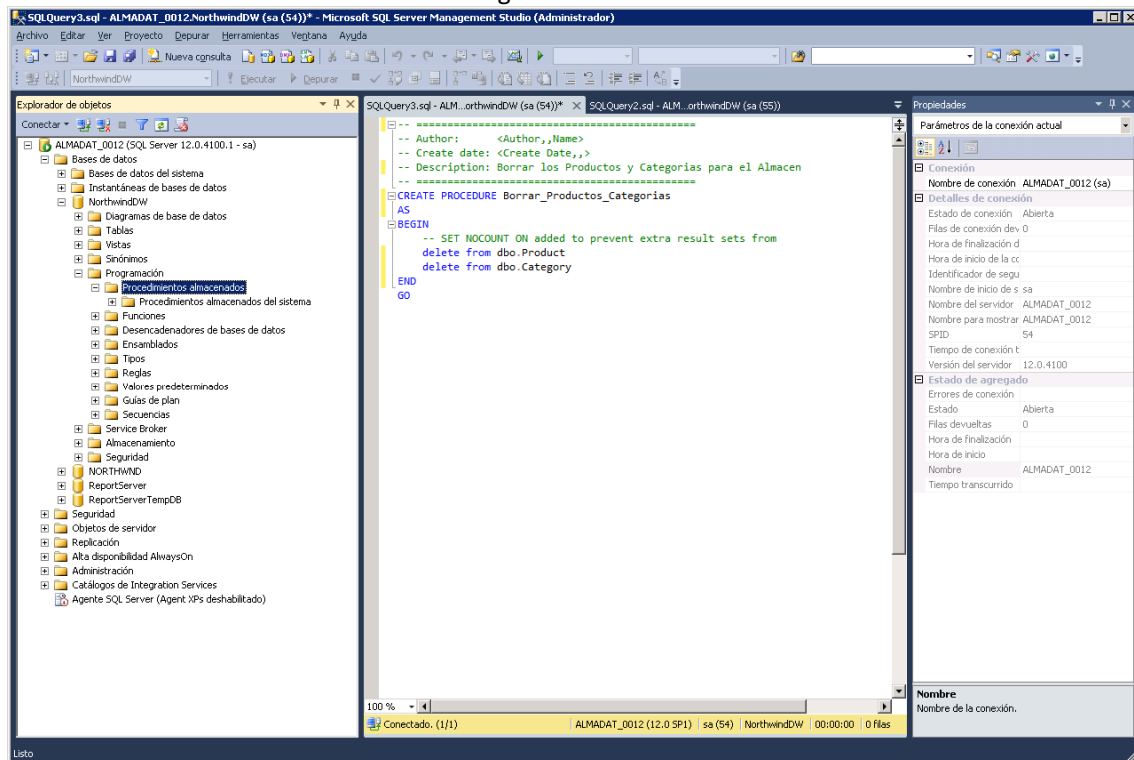 SQLQuery3.sql - ALMADAT_0012.NorthwindDW (sa (54))* - Microsoft SQL Server Management Studio (Administrador)
Archivo Editar Ver Proyecto Depurar Herramientas Ventana Ayuda
Nueva consulta
NorthwindDW Ejecutar Depurar
Explorador de objetos
Conectar
ALMADAT_0012 (SQL Server 12.0.4100.1 - sa)
Bases de datos
Bases de datos del sistema
Instantáneas de bases de datos
NorthwindDW
Diagramas de base de datos
Tablas
Vistas
Sinónimos
Programación
Procedimientos almacenados
Procedimientos almacenados del sistema
Funciones
Desencadenadores de bases de datos
Ensamblados
Tipos
Reglas
Valores predeterminados
Guías de plan
Secuencias
Service Broker
Almacenamiento
Seguridad
NORTHWND
ReportServer
ReportServerTempDB
Seguridad
Objetos de servidor
Replicación
Alta disponibilidad AlwaysOn
Administración
Catálogos de Integration Services
Agente SQL Server (Agent XPs deshabilitado)
SQLQuery3.sql - ALM...orthwindDW (sa (54))* SQLQuery2.sql - ALM...orthwindDW (sa (55))
-- =============================================
-- Author: <Author,,Name>
-- Create date: <Create Date,,>
-- Description: Borrar los Productos y Categorias para el Almacen
-- =============================================
CREATE PROCEDURE Borrar_Productos_Categorias
AS
BEGIN
-- SET NOCOUNT ON added to prevent extra result sets from
delete from dbo.Product
delete from dbo.Category
END
GO
100 %
Conectado. (1/1) ALMADAT_0012 (12.0 SP1) sa (54) NorthwindDW 00:00:00 0 filas
Propiedades
Parámetros de la conexión actual
Conexión
Nombre de conexión ALMADAT_0012 (sa)
Detalles de conexión
Estado de conexión Abierta
Filas de conexión dev 0
Hora de finalización d
Hora de inicio de la cc
Identificador de segu
Nombre de inicio de s sa
Nombre del servidor ALMADAT_0012
Nombre para mostrar ALMADAT_0012
SPID 54
Tiempo de conexión t
Versión del servidor 12.0.4100
Estado de agregado
Errores de conexión
Estado Abierta
Filas devueltas 0
Hora de finalización
Hora de inicio
Nombre ALMADAT_0012
Tiempo transcurrido
Nombre
Nombre de la conexión.
Listo